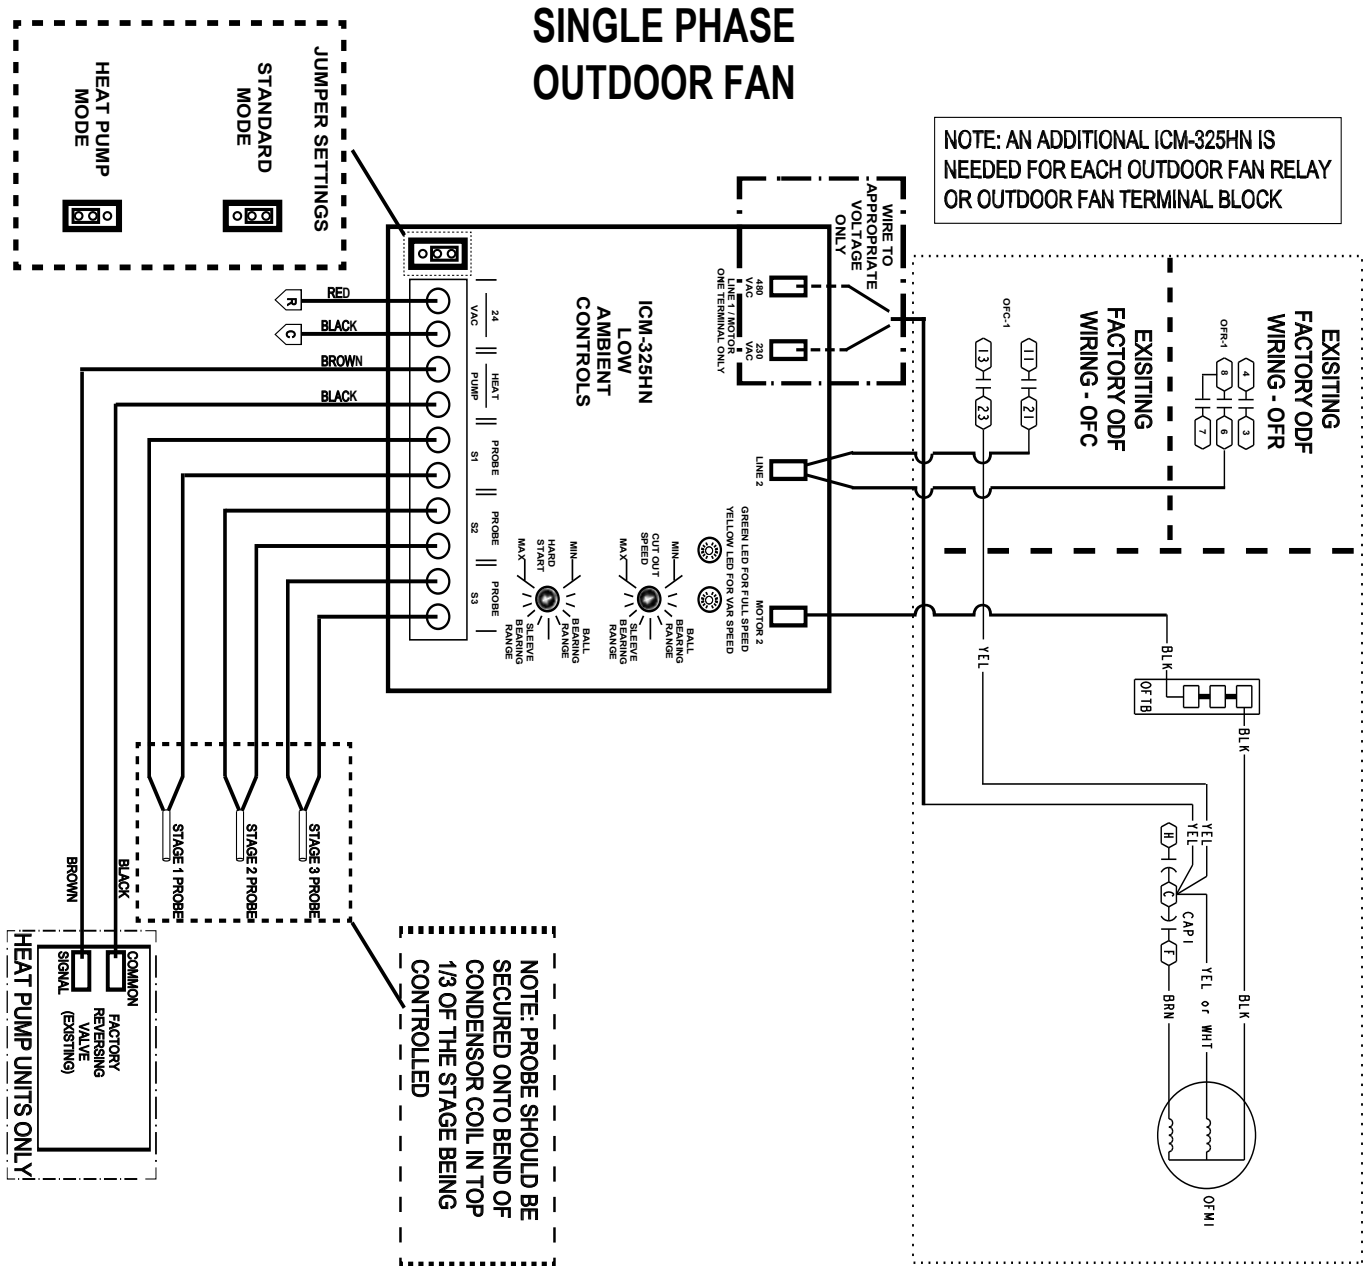 SINGLE PHASE
OUTDOOR FAN
NOTE: AN ADDITIONAL ICM-325HN IS
NEEDED FOR EACH OUTDOOR FAN RELAY
OR OUTDOOR FAN TERMINAL BLOCK
JUMPER SETTINGS
STANDARD
MODE
HEAT PUMP
MODE
WIRE TO
APPROPRIATE
VOLTAGE
ONLY
480
VAC
LINE 1 / MOTOR
ONE TERMINAL ONLY
230
VAC
ICM-325HN
LOW
AMBIENT
CONTROLS
24
VAC
HEAT
PUMP
PROBE
S1
PROBE
S2
PROBE
S3
RED
R
BLACK
C
BROWN
BLACK
LINE 2
GREEN LED FOR FULL SPEED
YELLOW LED FOR VAR SPEED
MOTOR 2
MIN
CUT OUT
SPEED
MAX
BALL
BEARING
RANGE
SLEEVE
BEARING
RANGE
MIN
HARD
START
MAX
BALL
BEARING
RANGE
SLEEVE
BEARING
RANGE
EXISITING
FACTORY ODF
WIRING - OFR
OFR-1
4
3
8
6
7
EXISITING
FACTORY ODF
WIRING - OFC
OFC-1
11
21
13
23
YEL
BLK
OFTB
BLK
YEL
YEL
H
C
F
CAP1
BRN
YEL or WHT
BLK
OFM1
STAGE 1 PROBE
STAGE 2 PROBE
STAGE 3 PROBE
BROWN
BLACK
COMMON
SIGNAL
FACTORY
REVERSING
VALVE
(EXISTING)
HEAT PUMP UNITS ONLY
NOTE: PROBE SHOULD BE
SECURED ONTO BEND OF
CONDENSOR COIL IN TOP
1/3 OF THE STAGE BEING
CONTROLLED